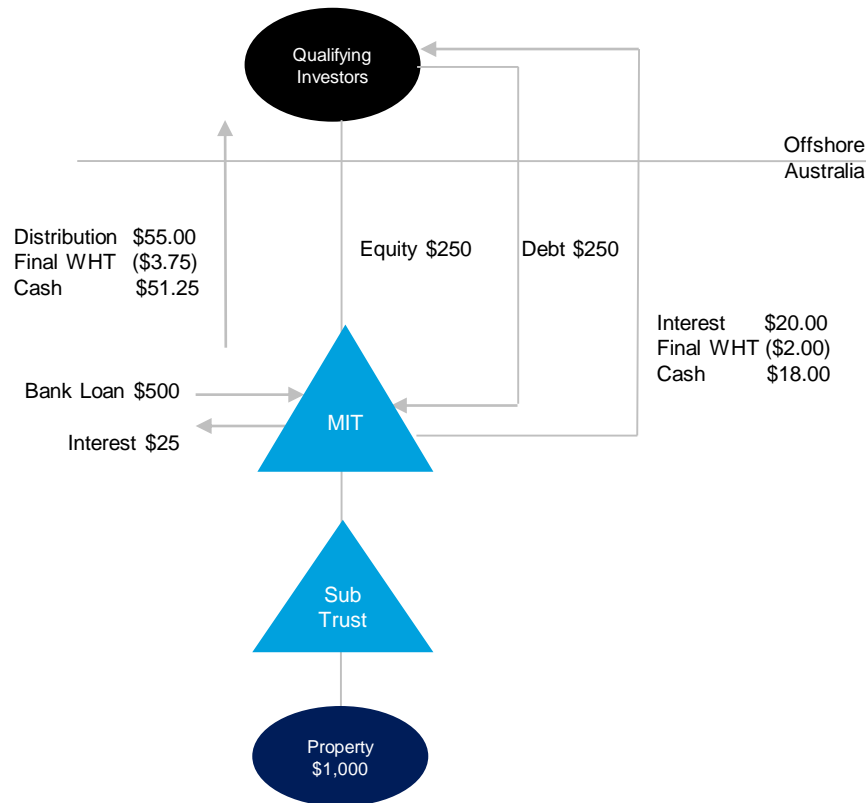 Qualifying
Investors
Offshore
Australia
Distribution $55.00
Final WHT ($3.75)
Cash $51.25
Equity $250
Debt $250
Interest $20.00
Final WHT ($2.00)
Cash $18.00
Bank Loan $500
MIT
Interest $25
Sub
Trust
Property
$1,000